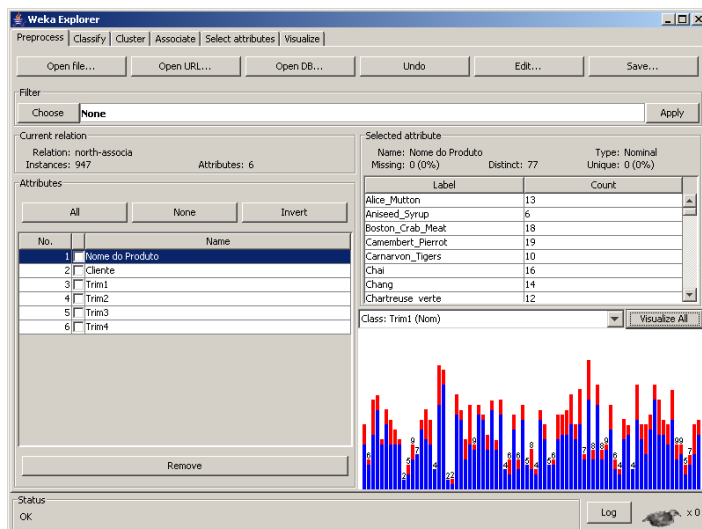 Weka Explorer
Preprocess Classify Cluster Associate Select attributes Visualize
Open file... Open URL... Open DB... Undo Edit... Save...
Filter
Choose None Apply
Current relation
Relation: north-associa
Instances: 947 Attributes: 6
Attributes
All None Invert
No. Name
1 Nome do Produto
2 Cliente
3 Trim1
4 Trim2
5 Trim3
6 Trim4
Remove
Selected attribute
Name: Nome do Produto Type: Nominal
Missing: 0 (0%) Distinct: 77 Unique: 0 (0%)
Label Count
Alice_Mutton 13
Aniseed_Syrup 6
Boston_Crab_Meat 18
Camembert_Pierrot 19
Carnarvon_Tigers 10
Chai 16
Chang 14
Chartreuse verte 12
Class: Trim1 (Nom) Visualize All
Status
OK
Log x 0